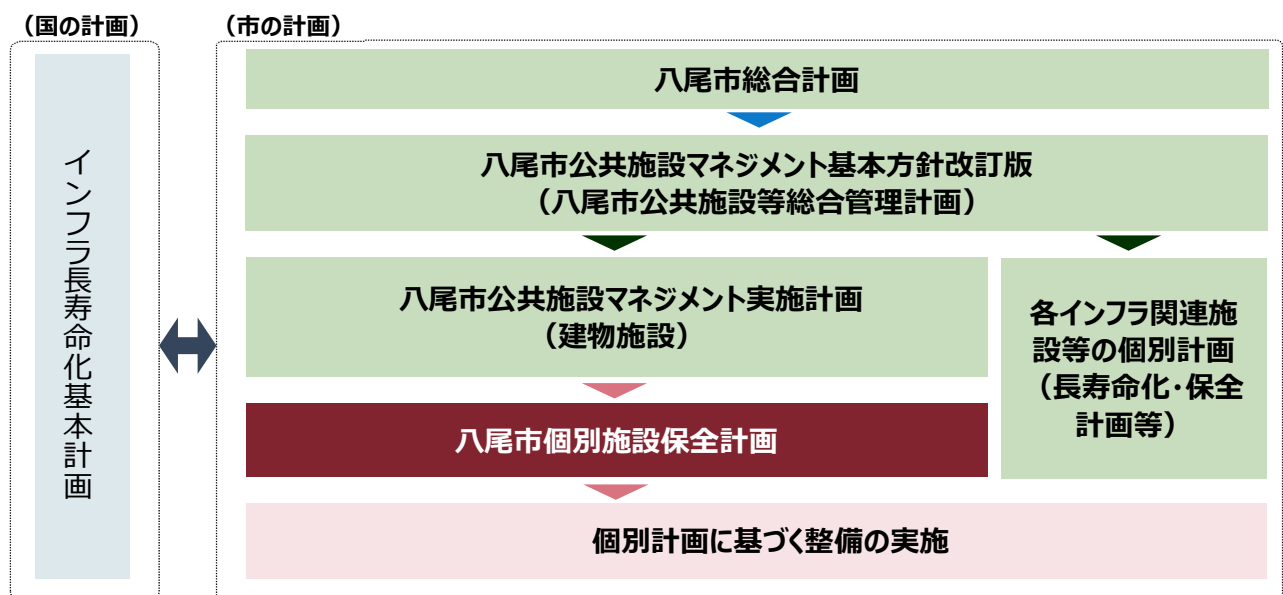 (国の計画)
インフラ長寿命化基本計画
(市の計画)
八尾市総合計画
八尾市公共施設マネジメント基本方針改訂版
(八尾市公共施設等総合管理計画)
八尾市公共施設マネジメント実施計画
(建物施設)
各インフラ関連施
設等の個別計画
(長寿命化・保全
計画等)
八尾市個別施設保全計画
個別計画に基づく整備の実施